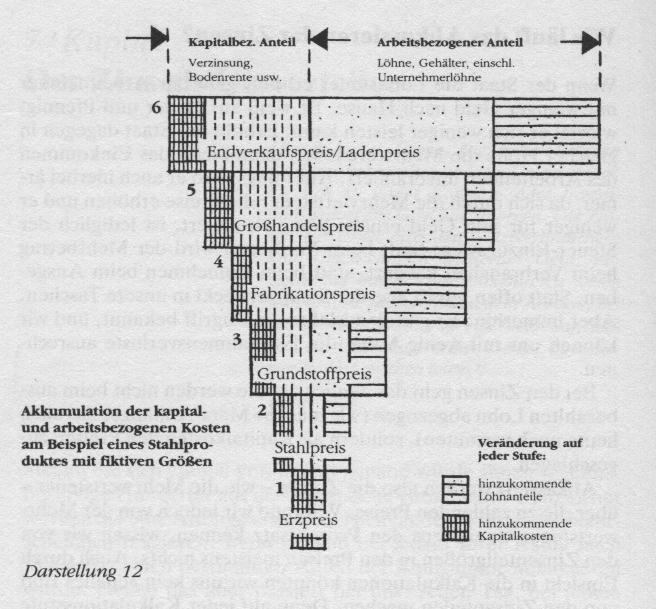 Kapitalbez. Anteil
Arbeitsbezogener Anteil
Verzinsung,
Bodenrente usw.
Löhne, Gehälter, einschl.
Unternehmerlöhne
6
Endverkaufspreis/Ladenpreis
5
Großhandelspreis
4
Fabrikationspreis
3
Grundstoffpreis
2
Stahlpreis
1
Erzpreis
Akkumulation der kapital-
und arbeitsbezogenen Kosten
am Beispiel eines Stahlpro-
duktes mit fiktiven Größen
Veränderung auf
jeder Stufe:
hinzukommende
Lohnanteile
hinzukommende
Kapitalkosten
Darstellung 12